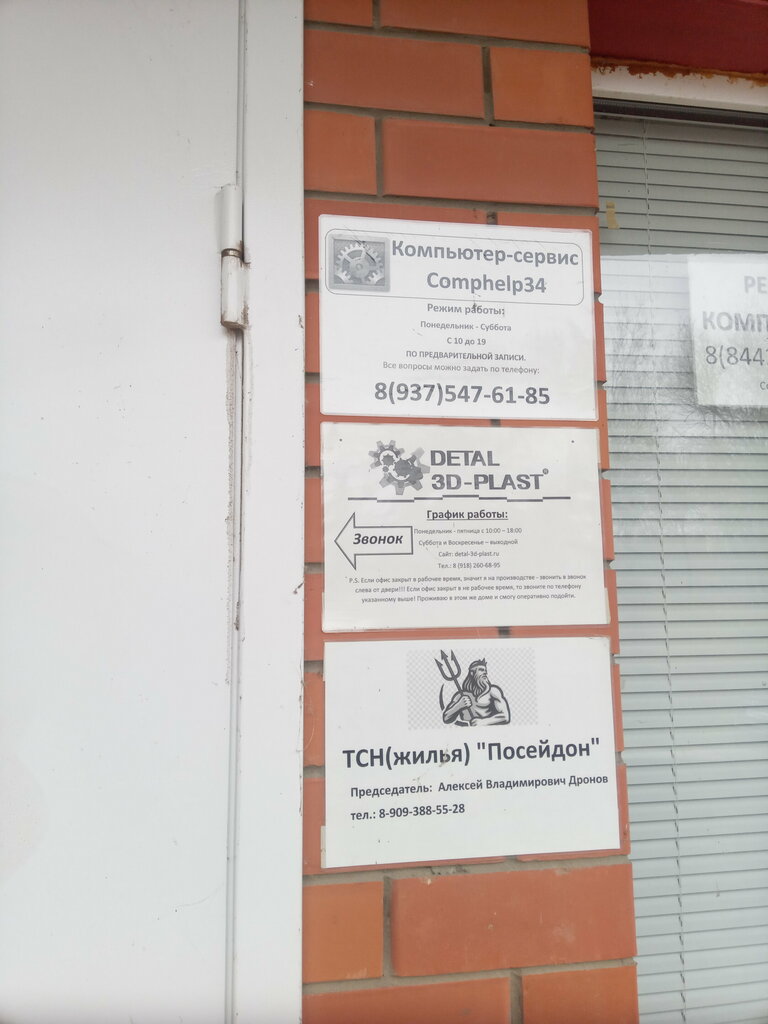 Компьютер-сервис
Comphelp34
Режим работы:
Понедельник - Суббота
С 10 до 19
ПО ПРЕДВАРИТЕЛЬНОЙ ЗАПИСИ.
Все вопросы можно задать по телефону:
8(937)547-61-85
DETAL
3D-PLAST®
График работы:
Звонок
Понедельник - пятница с 10:00 – 18:00
Суббота и Воскресенье – выходной
Сайт: detal-3d-plast.ru
Тел.: 8 (918) 260-68-95
P.S. Если офис закрыт в рабочее время, значит я на производстве - звонить в звонок
слева от двери!!! Если офис закрыт в не рабочее время, то звоните по телефону
указанному выше! Проживаю в этом же доме и смогу оперативно подойти.
ТСН(жилья) "Посейдон"
Председатель: Алексей Владимирович Дронов
тел.: 8-909-388-55-28
РЕ
КОМП
8(844